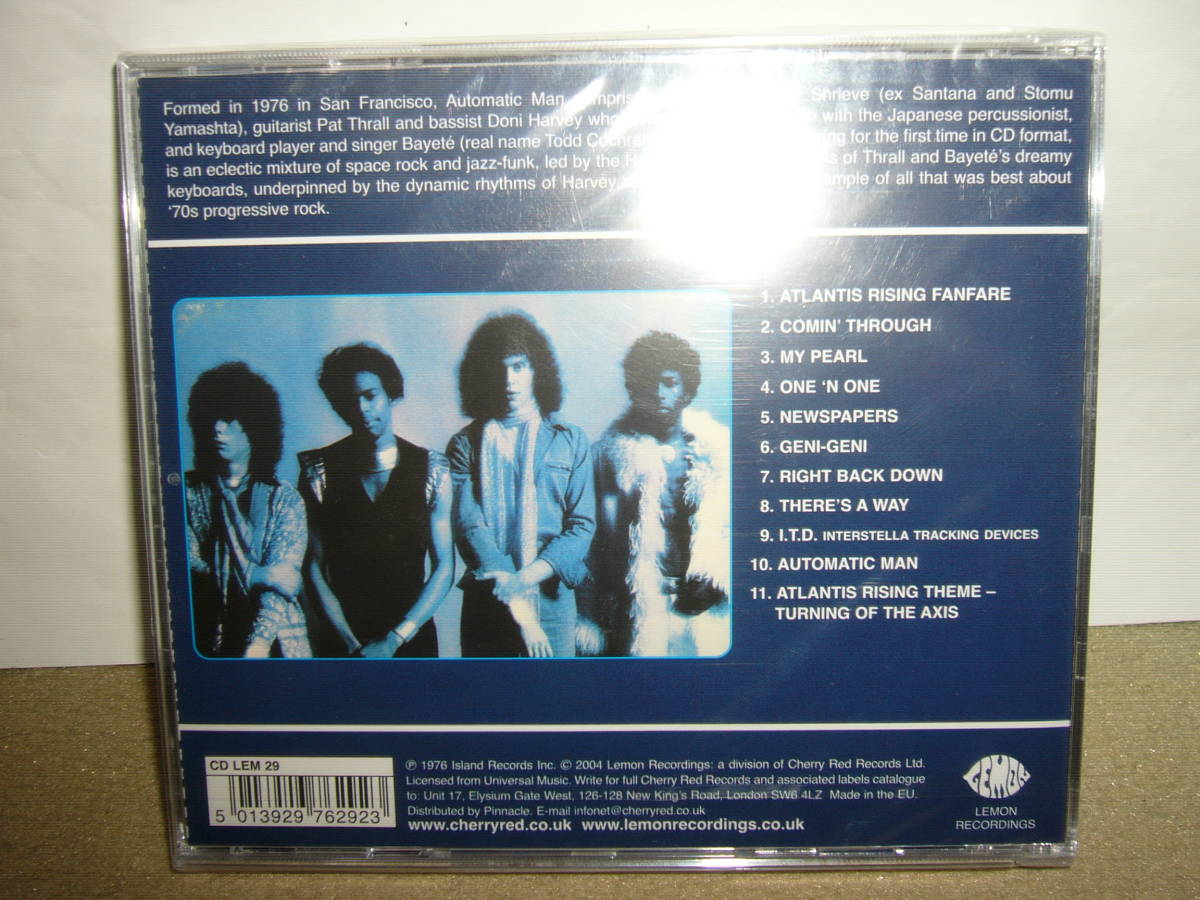 Formed in 1976 in San Francisco, Automatic Man Shrieve (ex Santana and Stomu
Yamashta), guitarist Pat Thrall and bassist Doni Harvey who with the Japanese percussionist,
and keyboard player and singer Bayeté (real name Todd for the first time in CD format,
is an eclectic mixture of space rock and jazz-funk, led by the of Thrall and Bayeté's dreamy
keyboards, underpinned by the dynamic rhythms of Harvey of all that was best about
'70s progressive rock.
1. ATLANTIS RISING FANFARE
2. COMIN' THROUGH
3. MY PEARL
4. ONE 'N ONE
5. NEWSPAPERS
6. GENI-GENI
7. RIGHT BACK DOWN
8. THERE'S A WAY
9. I.T.D. INTERSTELLA TRACKING DEVICES
10. AUTOMATIC MAN
11. ATLANTIS RISING THEME –
TURNING OF THE AXIS
CD LEM 29
5 013929 762923
℗ 1976 Island Records Inc. © 2004 Lemon Recordings: a division of Cherry Red Records Ltd.
Licensed from Universal Music. Write for full Cherry Red Records and associated labels catalogue
to: Unit 17, Elysium Gate West, 126-128 New King's Road, London SW6 4LZ Made in the EU.
Distributed by Pinnacle. E-mail infonet@cherryred.co.uk
www.cherryred.co.uk www.lemonrecordings.co.uk
LEMON
LEMON
RECORDINGS